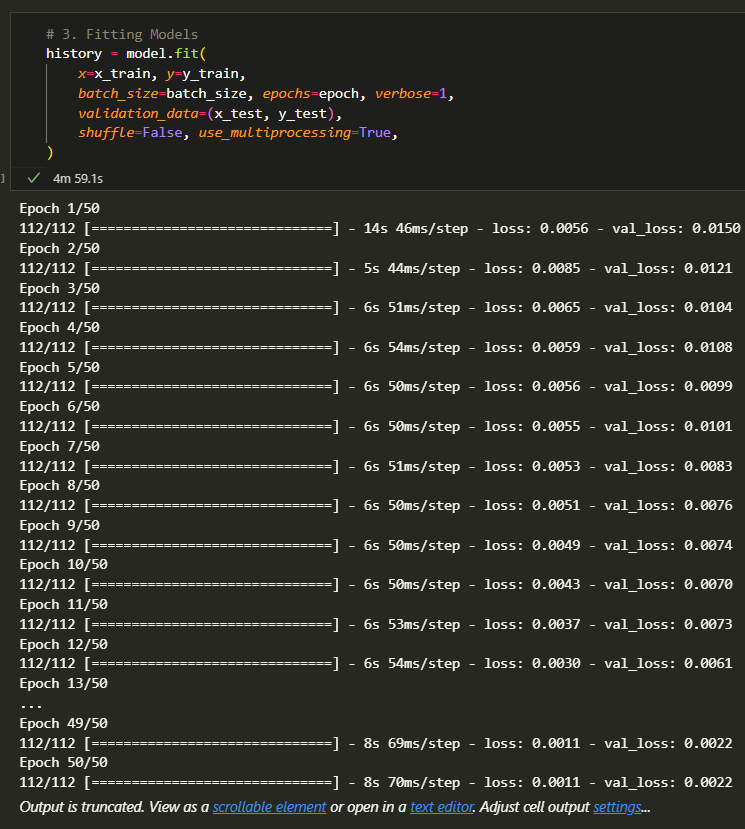 # 3. Fitting Models
history = model.fit(
x=x_train, y=y_train,
batch_size=batch_size, epochs=epoch, verbose=1,
validation_data=(x_test, y_test),
shuffle=False, use_multiprocessing=True,
)
] ✓ 4m 59.1s
Epoch 1/50
112/112 [==============================] - 14s 46ms/step - loss: 0.0056 - val_loss: 0.0150
Epoch 2/50
112/112 [==============================] - 5s 44ms/step - loss: 0.0085 - val_loss: 0.0121
Epoch 3/50
112/112 [==============================] - 6s 51ms/step - loss: 0.0065 - val_loss: 0.0104
Epoch 4/50
112/112 [==============================] - 6s 54ms/step - loss: 0.0059 - val_loss: 0.0108
Epoch 5/50
112/112 [==============================] - 6s 50ms/step - loss: 0.0056 - val_loss: 0.0099
Epoch 6/50
112/112 [==============================] - 6s 50ms/step - loss: 0.0055 - val_loss: 0.0101
Epoch 7/50
112/112 [==============================] - 6s 51ms/step - loss: 0.0053 - val_loss: 0.0083
Epoch 8/50
112/112 [==============================] - 6s 50ms/step - loss: 0.0051 - val_loss: 0.0076
Epoch 9/50
112/112 [==============================] - 6s 50ms/step - loss: 0.0049 - val_loss: 0.0074
Epoch 10/50
112/112 [==============================] - 6s 50ms/step - loss: 0.0043 - val_loss: 0.0070
Epoch 11/50
112/112 [==============================] - 6s 53ms/step - loss: 0.0037 - val_loss: 0.0073
Epoch 12/50
112/112 [==============================] - 6s 54ms/step - loss: 0.0030 - val_loss: 0.0061
Epoch 13/50
...
Epoch 49/50
112/112 [==============================] - 8s 69ms/step - loss: 0.0011 - val_loss: 0.0022
Epoch 50/50
112/112 [==============================] - 8s 70ms/step - loss: 0.0011 - val_loss: 0.0022
Output is truncated. View as a scrollable element or open in a text editor. Adjust cell output settings...